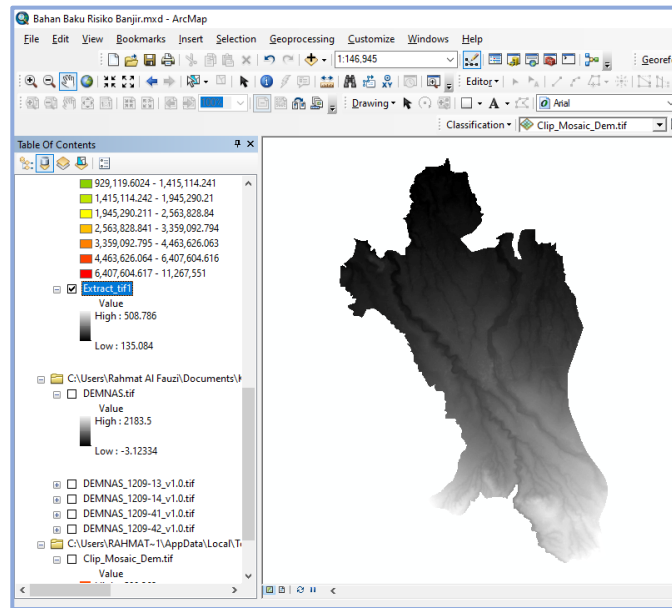 Bahan Baku Risiko Banjir.mxd - ArcMap
File Edit View Bookmarks Insert Selection Geoprocessing Customize Windows Help
1:146,945
Editor
Drawing A Arial
Classification Clip_Mosaic_Dem.tif
Table Of Contents
929,119.6024 - 1,415,114.241
1,415,114.242 - 1,945,290.21
1,945,290.211 - 2,563,828.84
2,563,828.841 - 3,359,092.794
3,359,092.795 - 4,463,626.063
4,463,626.064 - 6,407,604.616
6,407,604.617 - 11,267,551
Extract_tif1
Value
High : 508.786
Low : 135.084
C:\Users\Rahmat Al Fauzi\Documents\
DEMNAS.tif
Value
High : 2183.5
Low : -3.12334
DEMNAS_1209-13_v1.0.tif
DEMNAS_1209-14_v1.0.tif
DEMNAS_1209-41_v1.0.tif
DEMNAS_1209-42_v1.0.tif
C:\Users\RAHMAT~1\AppData\Local\
Clip_Mosaic_Dem.tif
Value